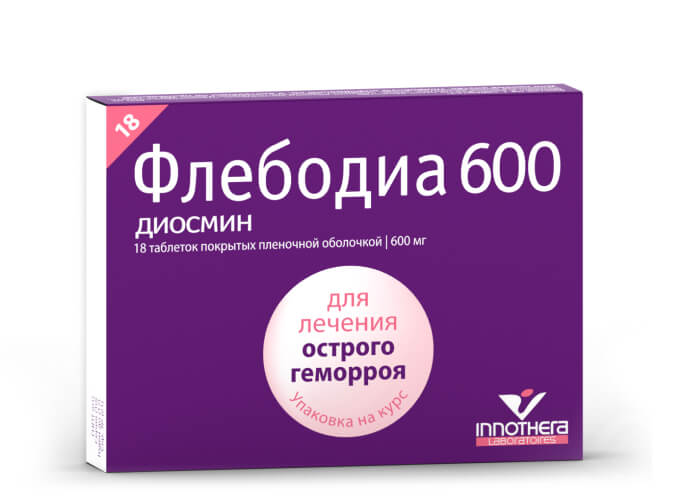 18
Флебодиа 600
ДИОСМИН
18 таблеток покрытых пленочной оболочкой | 600 мг
для
лечения
острого
геморроя
Упаковка на курс
INNOTHERA
LABORATOIRES